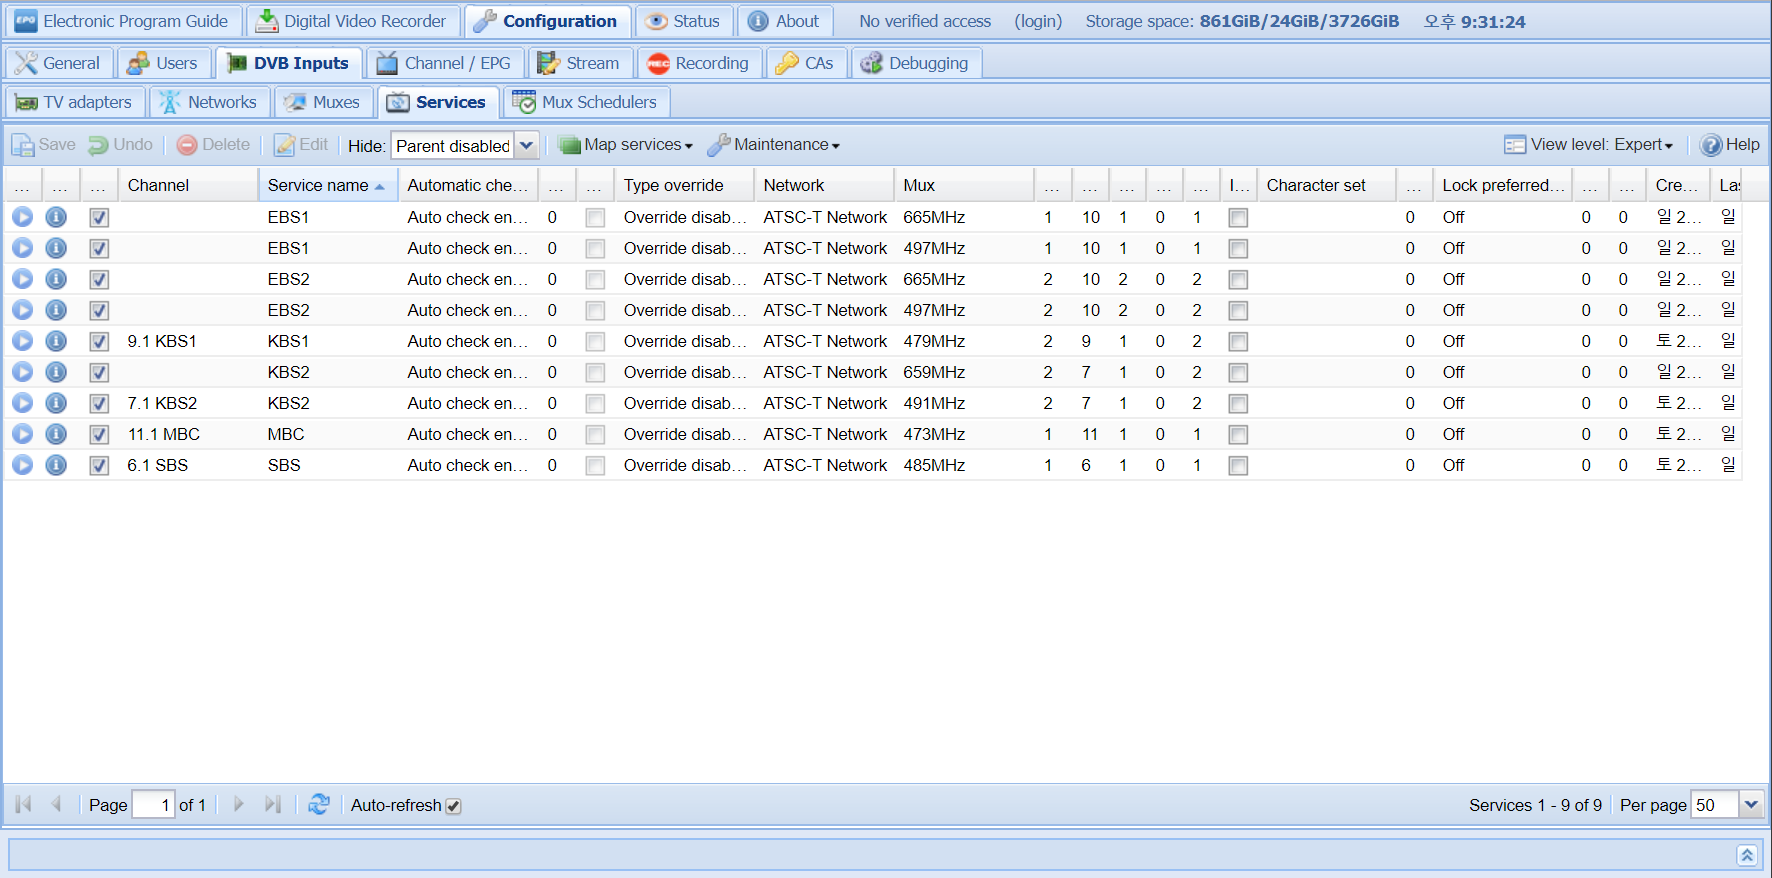 EPG Electronic Program Guide Digital Video Recorder Configuration Status About No verified access (login) Storage space: 861GiB/24GiB/3726GiB 오후 9:31:24
General Users DVB Inputs Channel / EPG Stream REC Recording CAs Debugging
TV adapters Networks Muxes Services Mux Schedulers
Save Undo Delete Edit Hide: Parent disabled Map services Maintenance View level: Expert Help
... ... ... Channel Service name Automatic che... ... ... Type override Network Mux ... ... ... ... ... I... Character set ... Lock preferred... ... ... Cre... Las
EBS1 Auto check en... 0 Override disab... ATSC-T Network 665MHz 1 10 1 0 1 0 Off 0 0 일 2... 일
EBS1 Auto check en... 0 Override disab... ATSC-T Network 497MHz 1 10 1 0 1 0 Off 0 0 일 2... 일
EBS2 Auto check en... 0 Override disab... ATSC-T Network 665MHz 2 10 2 0 2 0 Off 0 0 일 2... 일
EBS2 Auto check en... 0 Override disab... ATSC-T Network 497MHz 2 10 2 0 2 0 Off 0 0 일 2... 일
9.1 KBS1 KBS1 Auto check en... 0 Override disab... ATSC-T Network 479MHz 2 9 1 0 2 0 Off 0 0 토 2... 일
KBS2 Auto check en... 0 Override disab... ATSC-T Network 659MHz 2 7 1 0 2 0 Off 0 0 일 2... 일
7.1 KBS2 KBS2 Auto check en... 0 Override disab... ATSC-T Network 491MHz 2 7 1 0 2 0 Off 0 0 토 2... 일
11.1 MBC MBC Auto check en... 0 Override disab... ATSC-T Network 473MHz 1 11 1 0 1 0 Off 0 0 토 2... 일
6.1 SBS SBS Auto check en... 0 Override disab... ATSC-T Network 485MHz 1 6 1 0 1 0 Off 0 0 토 2... 일
Page 1 of 1 Auto-refresh Services 1 - 9 of 9 Per page 50